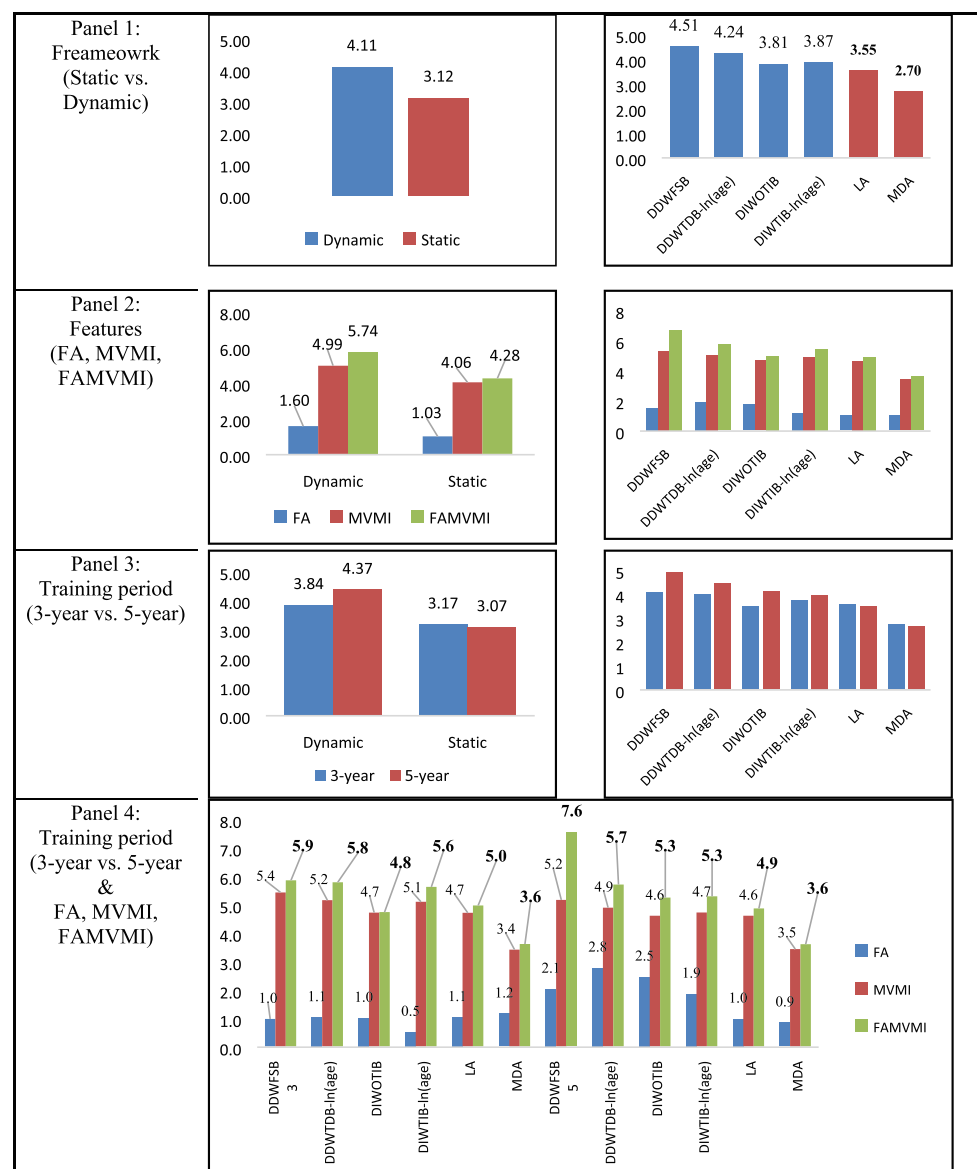 Panel 1:
Freameowrk
(Static vs.
Dynamic)
5.00
4.00
3.00
2.00
1.00
0.00
4.11
3.12
Dynamic
Static
5.00
4.00
3.00
2.00
1.00
0.00
4.51
4.24
3.81
3.87
3.55
2.70
DDWFSB
DDWTDB-ln(age)
DIWOTIB
DIWTIB-ln(age)
LA
MDA
Panel 2:
Features
(FA, MVMI,
FAMVMI)
8.00
6.00
4.00
2.00
0.00
1.60
4.99
5.74
1.03
4.06
4.28
Dynamic
Static
FA
MVMI
FAMVMI
8
6
4
2
0
DDWFSB
DDWTDB-ln(age)
DIWOTIB
DIWTIB-ln(age)
LA
MDA
Panel 3:
Training period
(3-year vs. 5-year)
5.00
4.00
3.00
2.00
1.00
0.00
3.84
4.37
3.17
3.07
Dynamic
Static
3-year
5-year
5
4
3
2
1
0
DDWFSB
DDWTDB-ln(age)
DIWOTIB
DIWTIB-ln(age)
LA
MDA
Panel 4:
Training period
(3-year vs. 5-year
&
FA, MVMI,
FAMVMI)
8.0
7.0
6.0
5.0
4.0
3.0
2.0
1.0
0.0
1.0
5.4
5.9
1.1
5.2
5.8
1.0
4.7
4.8
0.5
5.1
5.6
1.1
4.7
5.0
1.2
3.4
3.6
2.1
5.2
7.6
2.8
4.9
5.7
2.5
4.6
5.3
1.9
4.7
5.3
1.0
4.6
4.9
0.9
3.5
3.6
DDWFSB
DDWTDB-ln(age)
DIWOTIB
DIWTIB-ln(age)
LA
MDA
DDWFSB
DDWTDB-ln(age)
DIWOTIB
DIWTIB-ln(age)
LA
MDA
3
5
FA
MVMI
FAMVMI